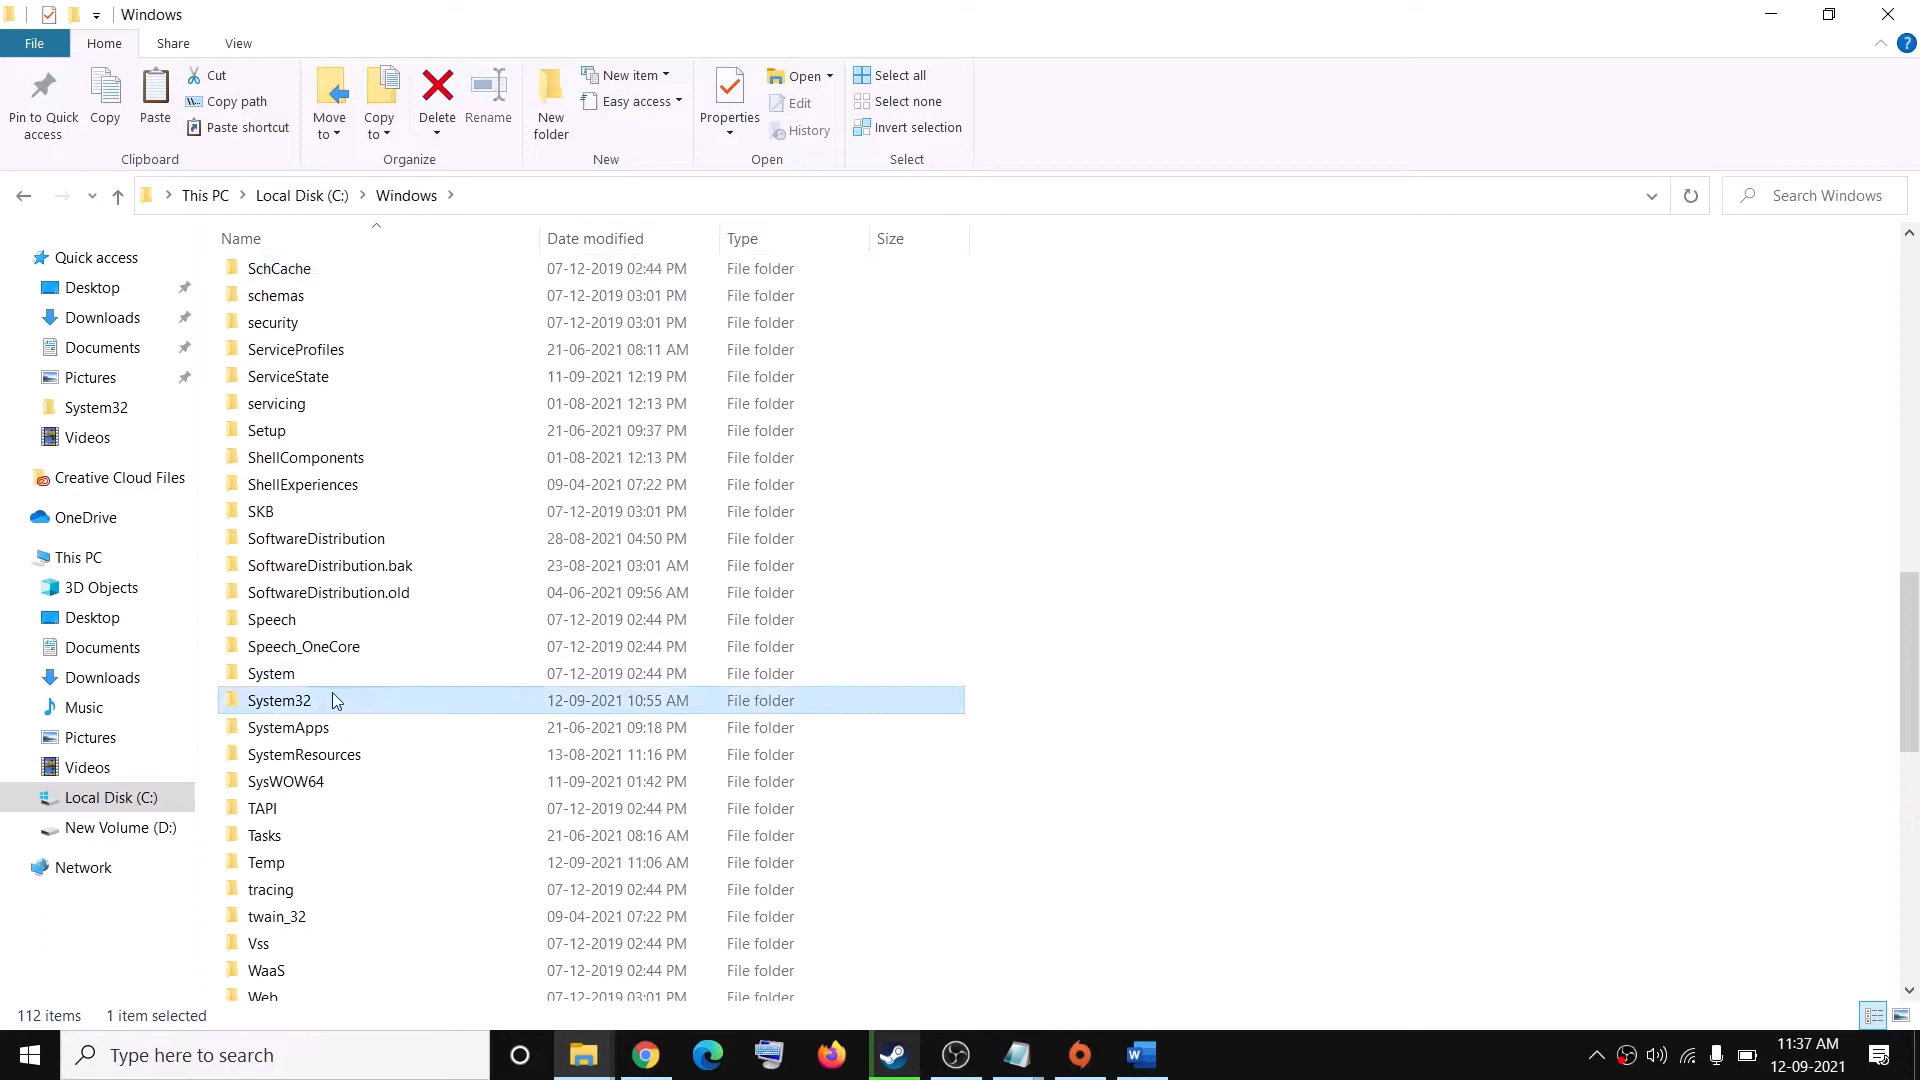 Windows
File Home Share View
Pin to Quick access
Copy
Paste
Cut
Copy path
Paste shortcut
Clipboard
Move to
Copy to
Delete
Rename
Organize
New folder
New item
Easy access
New
Properties
Open
Edit
History
Open
Select all
Select none
Invert selection
Select
This PC Local Disk (C:) Windows
Search Windows
Quick access
Desktop
Downloads
Documents
Pictures
System32
Videos
Creative Cloud Files
OneDrive
This PC
3D Objects
Desktop
Documents
Downloads
Music
Pictures
Videos
Local Disk (C:)
New Volume (D:)
Network
Name Date modified Type Size
SchCache 07-12-2019 02:44 PM File folder
schemas 07-12-2019 03:01 PM File folder
security 07-12-2019 03:01 PM File folder
ServiceProfiles 21-06-2021 08:11 AM File folder
ServiceState 11-09-2021 12:19 PM File folder
servicing 01-08-2021 12:13 PM File folder
Setup 21-06-2021 09:37 PM File folder
ShellComponents 01-08-2021 12:13 PM File folder
ShellExperiences 09-04-2021 07:22 PM File folder
SKB 07-12-2019 03:01 PM File folder
SoftwareDistribution 28-08-2021 04:50 PM File folder
SoftwareDistribution.bak 23-08-2021 03:01 AM File folder
SoftwareDistribution.old 04-06-2021 09:56 AM File folder
Speech 07-12-2019 02:44 PM File folder
Speech_OneCore 07-12-2019 02:44 PM File folder
System 07-12-2019 02:44 PM File folder
System32 12-09-2021 10:55 AM File folder
SystemApps 21-06-2021 09:18 PM File folder
SystemResources 13-08-2021 11:16 PM File folder
SysWOW64 11-09-2021 01:42 PM File folder
TAPI 07-12-2019 02:44 PM File folder
Tasks 21-06-2021 08:16 AM File folder
Temp 12-09-2021 11:06 AM File folder
tracing 07-12-2019 02:44 PM File folder
twain_32 09-04-2021 07:22 PM File folder
Vss 07-12-2019 02:44 PM File folder
WaaS 07-12-2019 02:44 PM File folder
Web 07-12-2019 03:01 PM File folder
112 items 1 item selected
Type here to search
11:37 AM
12-09-2021